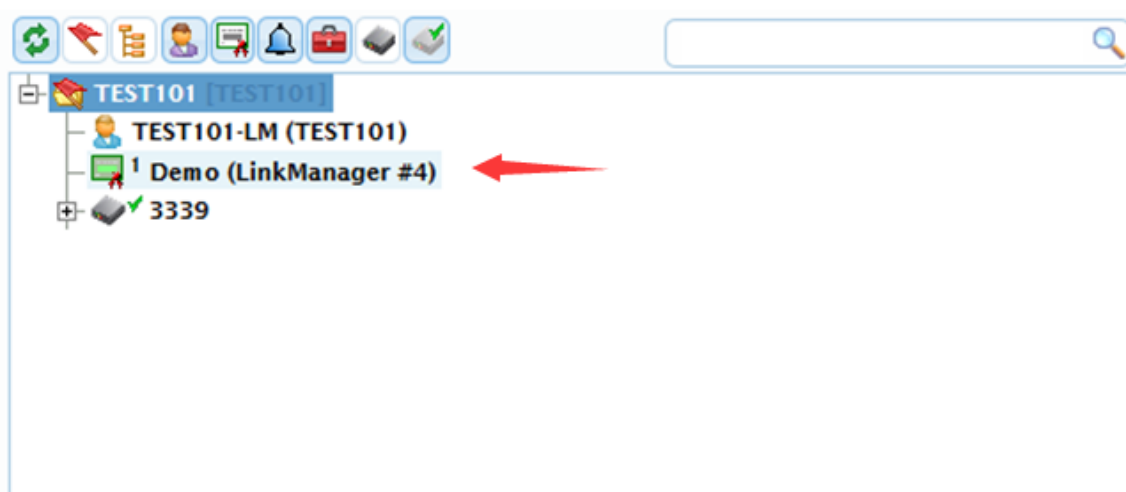 TEST101 [TEST101]
TEST101-LM (TEST101)
1 Demo (LinkManager #4)
3339